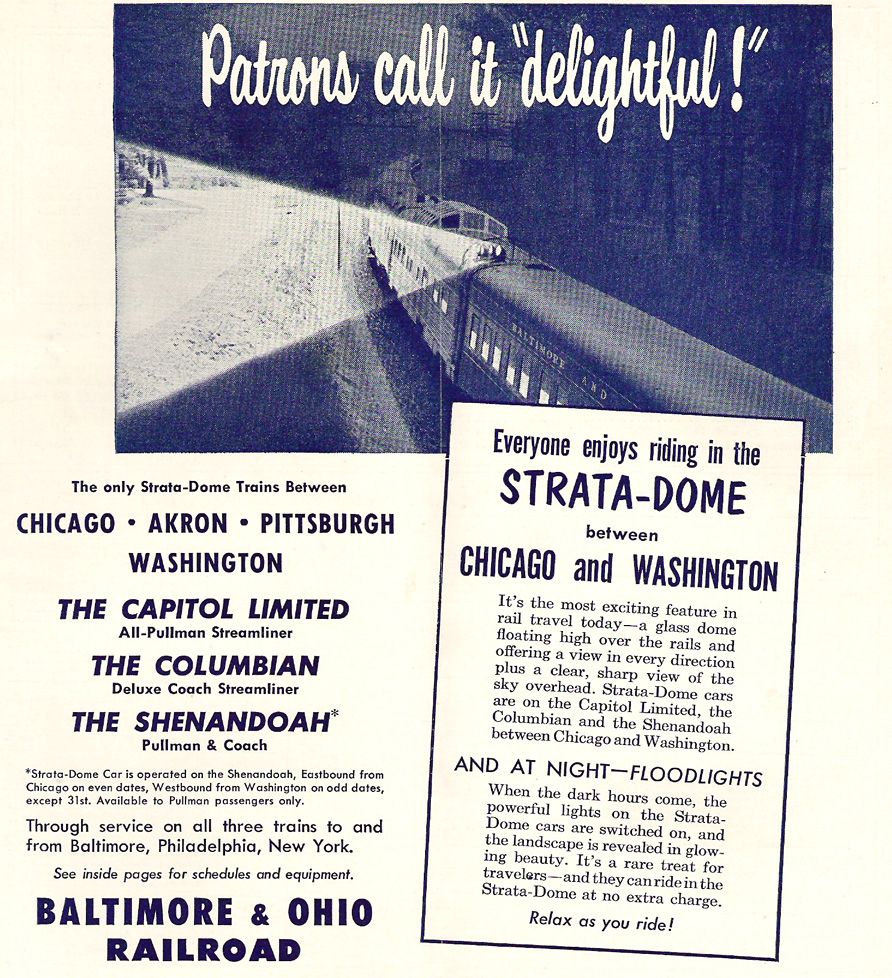 Patrons call it "delightful!"
BALTIMORE AND
The only Strata-Dome Trains Between
CHICAGO • AKRON • PITTSBURGH
WASHINGTON
THE CAPITOL LIMITED
All-Pullman Streamliner
THE COLUMBIAN
Deluxe Coach Streamliner
THE SHENANDOAH*
Pullman & Coach
*Strata-Dome Car is operated on the Shenandoah, Eastbound from
Chicago on even dates, Westbound from Washington on odd dates,
except 31st. Available to Pullman passengers only.
Through service on all three trains to and
from Baltimore, Philadelphia, New York.
See inside pages for schedules and equipment.
BALTIMORE & OHIO
RAILROAD
Everyone enjoys riding in the
STRATA-DOME
between
CHICAGO and WASHINGTON
It's the most exciting feature in
rail travel today—a glass dome
floating high over the rails and
offering a view in every direction
plus a clear, sharp view of the
sky overhead. Strata-Dome cars
are on the Capitol Limited, the
Columbian and the Shenandoah
between Chicago and Washington.
AND AT NIGHT—FLOODLIGHTS
When the dark hours come, the
powerful lights on the Strata-
Dome cars are switched on, and
the landscape is revealed in glow-
ing beauty. It's a rare treat for
travelers—and they can ride in the
Strata-Dome at no extra charge.
Relax as you ride!